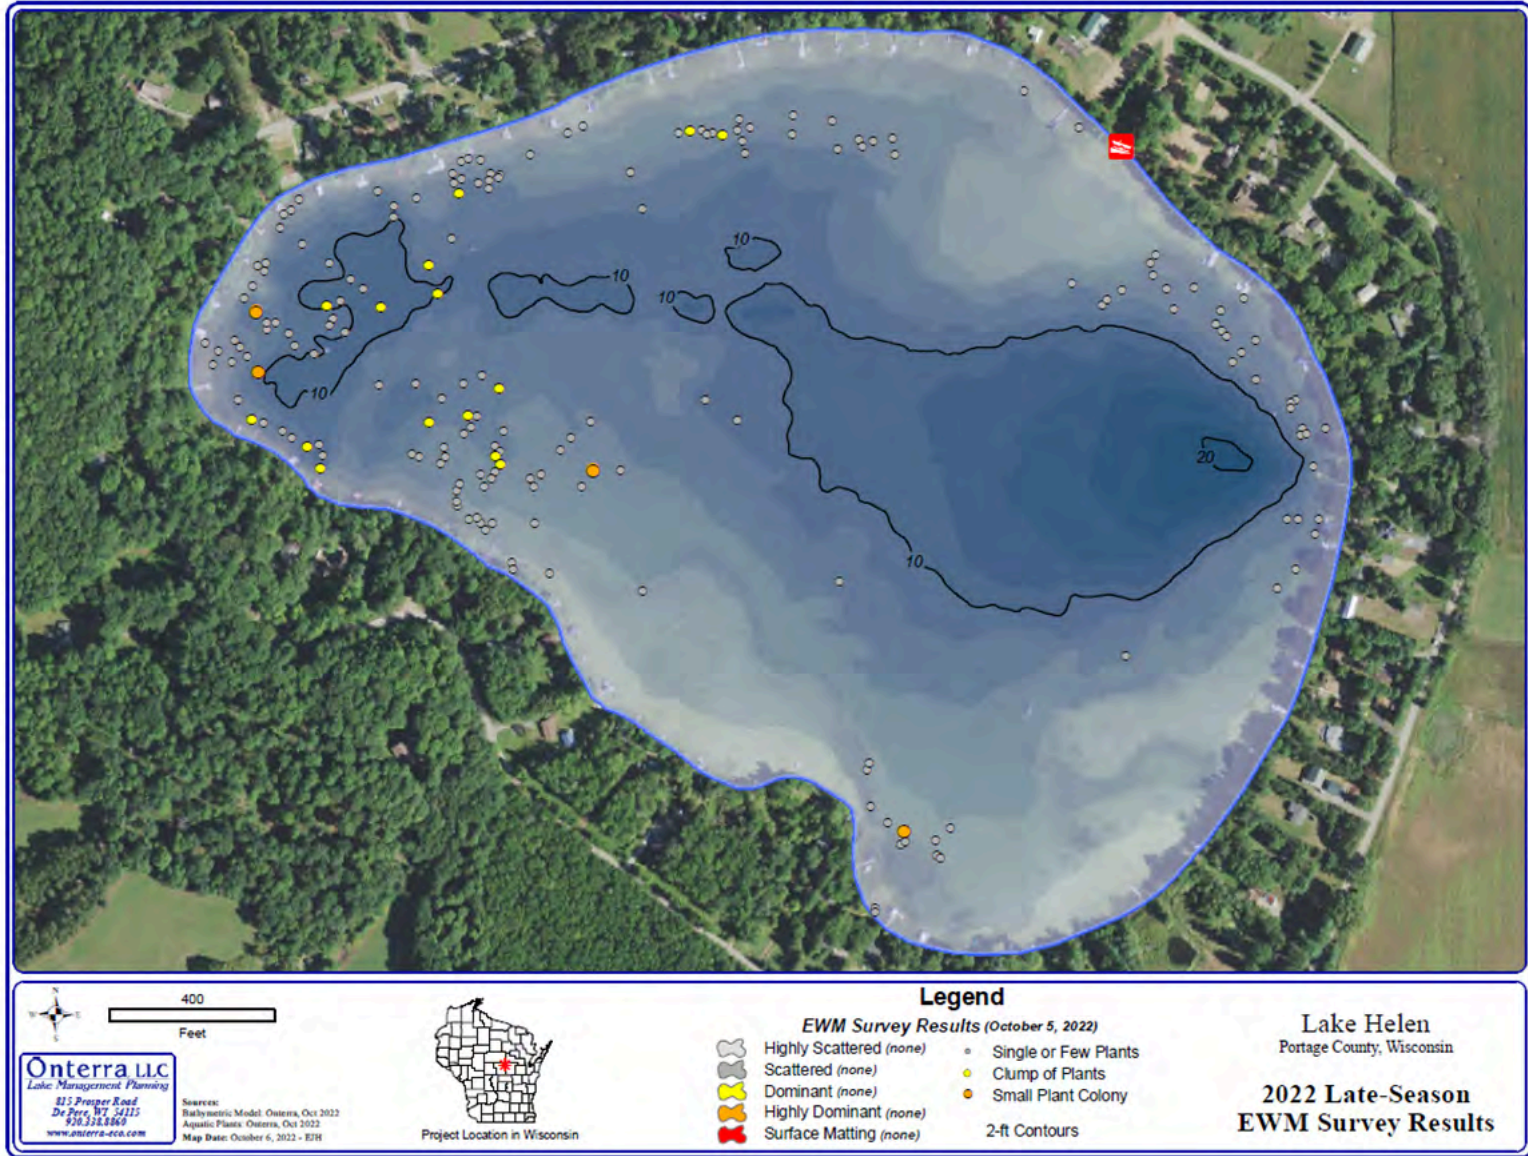 10
10
10
10
20
10
N
W E
S
400
Feet
Onterra, LLC
Lake Management Planning
815 Prosper Road
De Pere, WI 54115
920.338.8860
www.onterra-eco.com
Sources:
Bathymetric Model: Onterra, Oct 2022
Aquatic Plants: Onterra, Oct 2022
Map Date: October 6, 2022 - EJH
Project Location in Wisconsin
Legend
EWM Survey Results (October 5, 2022)
Highly Scattered (none)
Scattered (none)
Dominant (none)
Highly Dominant (none)
Surface Matting (none)
Single or Few Plants
Clump of Plants
Small Plant Colony
2-ft Contours
Lake Helen
Portage County, Wisconsin
2022 Late-Season
EWM Survey Results